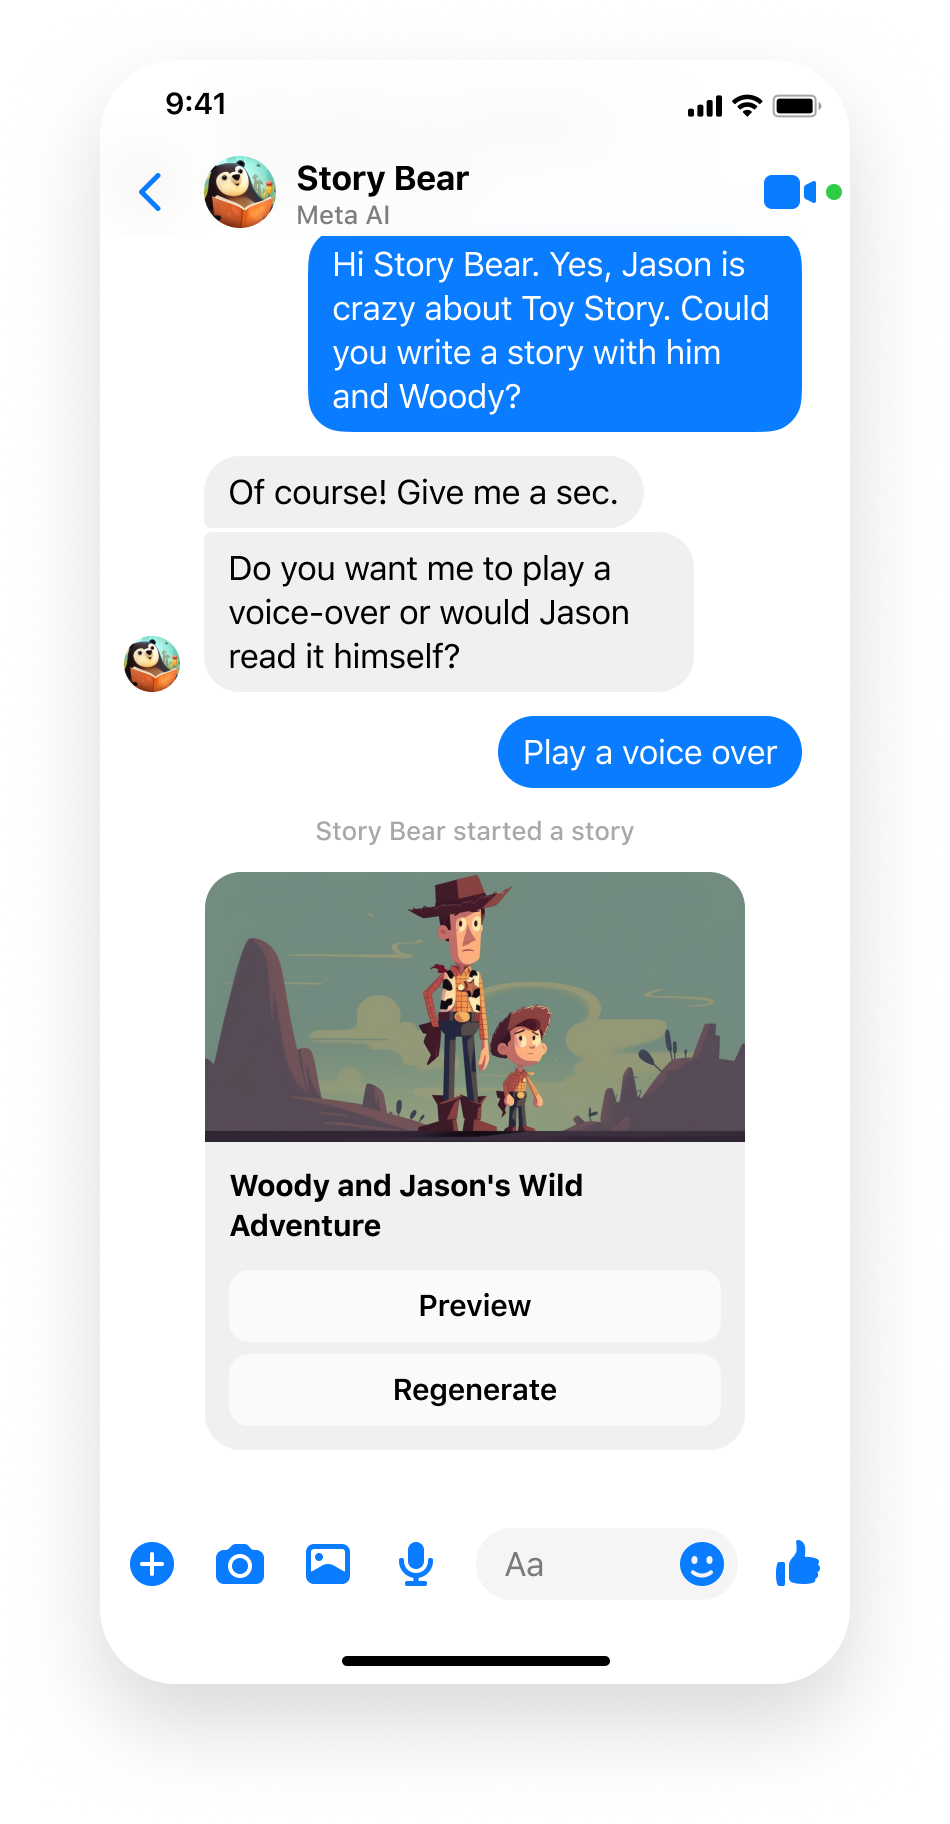 9:41
Story Bear
Meta AI
Hi Story Bear. Yes, Jason is
crazy about Toy Story. Could
you write a story with him
and Woody?
Of course! Give me a sec.
Do you want me to play a
voice-over or would Jason
read it himself?
Play a voice over
Story Bear started a story
Woody and Jason's Wild
Adventure
Preview
Regenerate
Aa